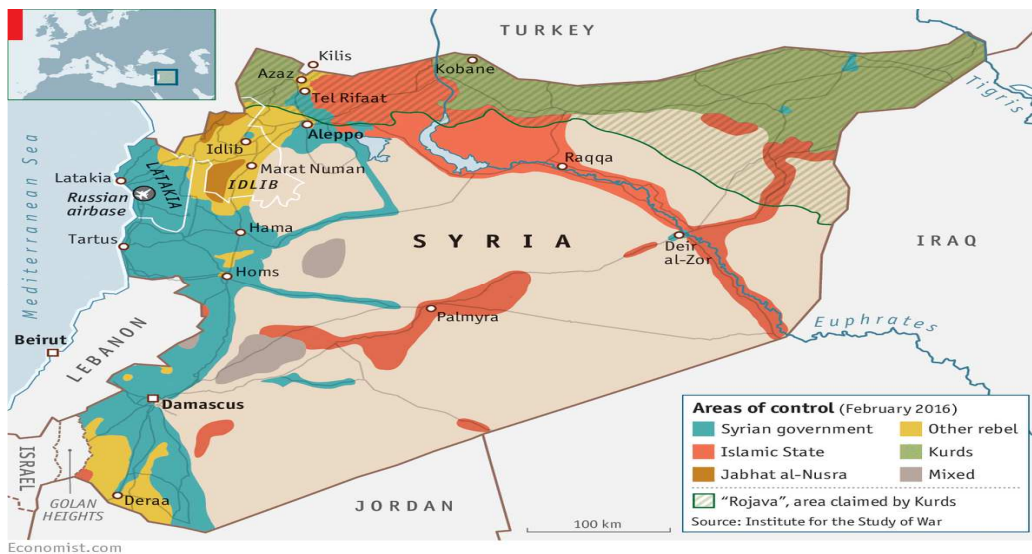 TURKEY
Kilis
Azaz
Kobane
Tel Rifaat
Tigris
Aleppo
Mediterranean Sea
Idlib
Raqqa
Latakia
LATAKIA
Marat Numan
IDLIB
Russian
airbase
Hama
SYRIA
Tartus
Deir
al-Zor
IRAQ
Homs
Palmyra
Euphrates
Beirut
LEBANON
Damascus
ISRAEL
GOLAN
HEIGHTS
Deraa
JORDAN
100 km
Areas of control (February 2016)
Syrian government
Other rebel
Islamic State
Kurds
Jabhat al-Nusra
Mixed
“Rojava”, area claimed by Kurds
Source: Institute for the Study of War
Economist.com